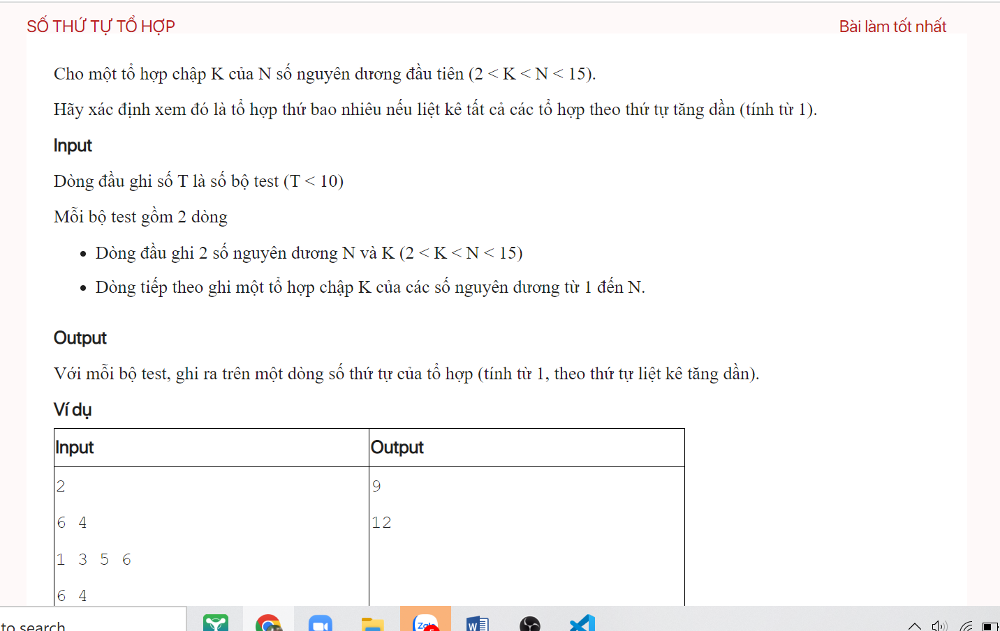 SỐ THỨ TỰ TỔ HỢP
Bài làm tốt nhất
Cho một tổ hợp chập K của N số nguyên dương đầu tiên (2 < K < N < 15).
Hãy xác định xem đó là tổ hợp thứ bao nhiêu nếu liệt kê tất cả các tổ hợp theo thứ tự tăng dần (tính từ 1).
Input
Dòng đầu ghi số T là số bộ test (T < 10)
Mỗi bộ test gồm 2 dòng
• Dòng đầu ghi 2 số nguyên dương N và K (2 < K < N < 15)
• Dòng tiếp theo ghi một tổ hợp chập K của các số nguyên dương từ 1 đến N.
Output
Với mỗi bộ test, ghi ra trên một dòng số thứ tự của tổ hợp (tính từ 1, theo thứ tự liệt kê tăng dần).
Ví dụ
Input Output
2 9
6 4 12
1 3 5 6
6 4
to search